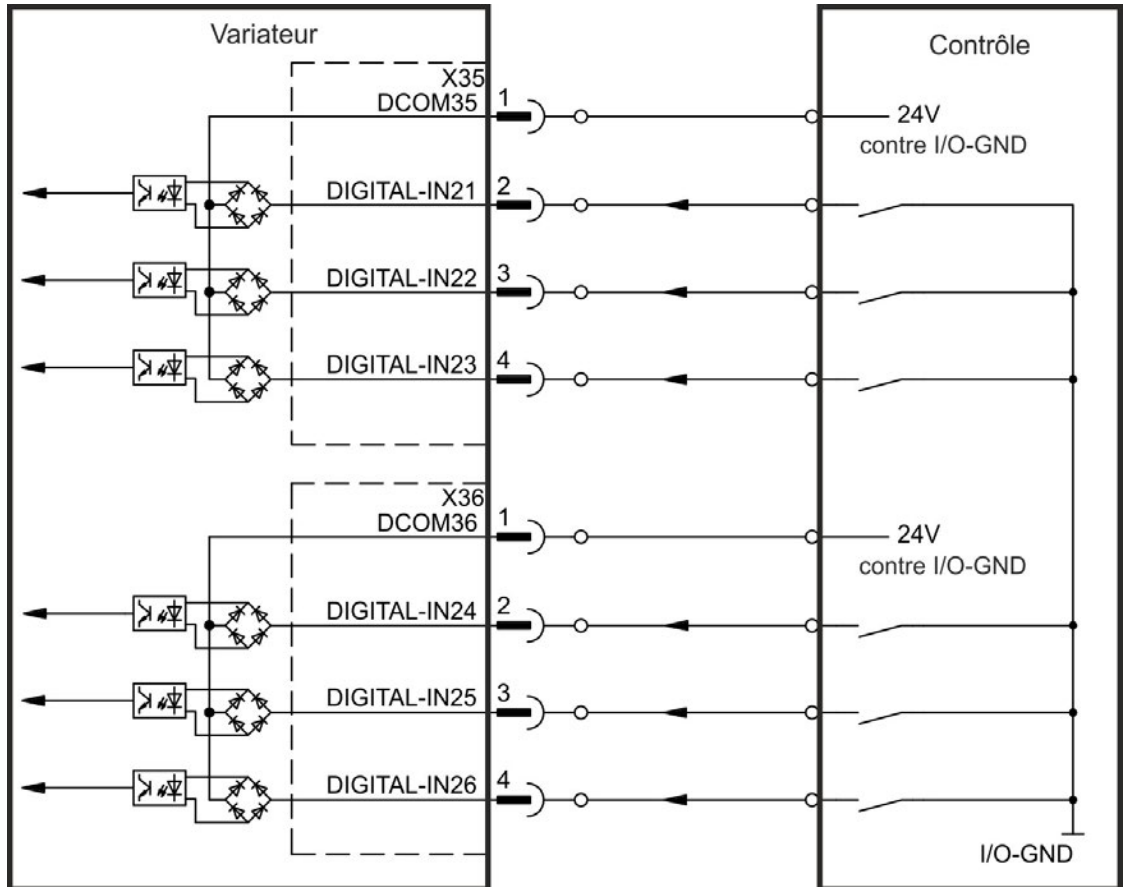 Variateur
Contrôle
X35
DCOM35
1
24V
contre I/O-GND
DIGITAL-IN21
2
DIGITAL-IN22
3
DIGITAL-IN23
4
X36
DCOM36
1
24V
contre I/O-GND
DIGITAL-IN24
2
DIGITAL-IN25
3
DIGITAL-IN26
4
I/O-GND